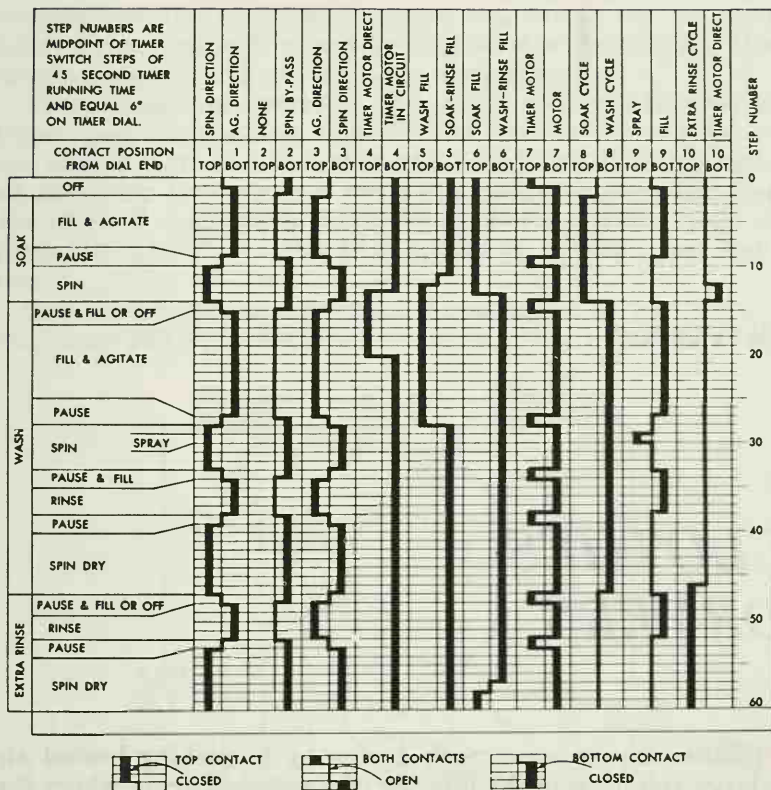 STEP NUMBERS ARE
MIDPOINT OF TIMER
SWITCH STEPS OF
45 SECOND TIMER
RUNNING TIME
AND EQUAL 6°
ON TIMER DIAL.
SPIN DIRECTION
AG. DIRECTION
NONE
SPIN BY-PASS
AG. DIRECTION
SPIN DIRECTION
TIMER MOTOR DIRECT
TIMER MOTOR
IN CIRCUIT
WASH FILL
SOAK-RINSE FILL
SOAK FILL
WASH-RINSE FILL
TIMER MOTOR
MOTOR
SOAK CYCLE
WASH CYCLE
SPRAY
FILL
EXTRA RINSE CYCLE
TIMER MOTOR DIRECT
STEP NUMBER
CONTACT POSITION 1 1 2 2 3 3 4 4 5 5 6 6 7 7 8 8 9 9 10 10
FROM DIAL END TOP BOT TOP BOT TOP BOT TOP BOT TOP BOT TOP BOT TOP BOT TOP BOT TOP BOT TOP BOT
SOAK
OFF 0
FILL & AGITATE
PAUSE
10
SPIN
WASH
PAUSE & FILL OR OFF
FILL & AGITATE 20
PAUSE
SPIN SPRAY 30
PAUSE & FILL
RINSE
PAUSE
40
SPIN DRY
EXTRA RINSE
PAUSE & FILL OR OFF
RINSE 50
PAUSE
SPIN DRY
60
TOP CONTACT
CLOSED
BOTH CONTACTS
OPEN
BOTTOM CONTACT
CLOSED